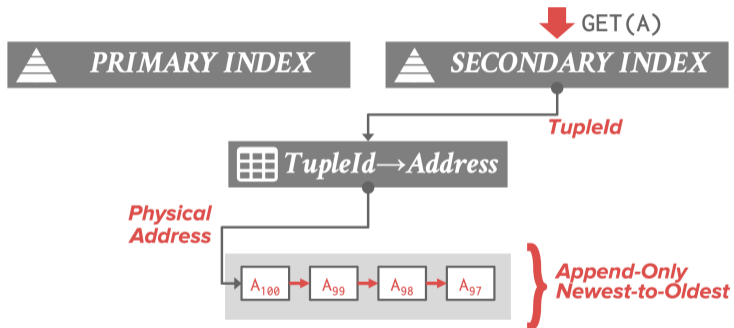 GET(A)
PRIMARY INDEX
SECONDARY INDEX
TupleId
TupleId→Address
Physical
Address
A100
A99
A98
A97
Append-Only
Newest-to-Oldest